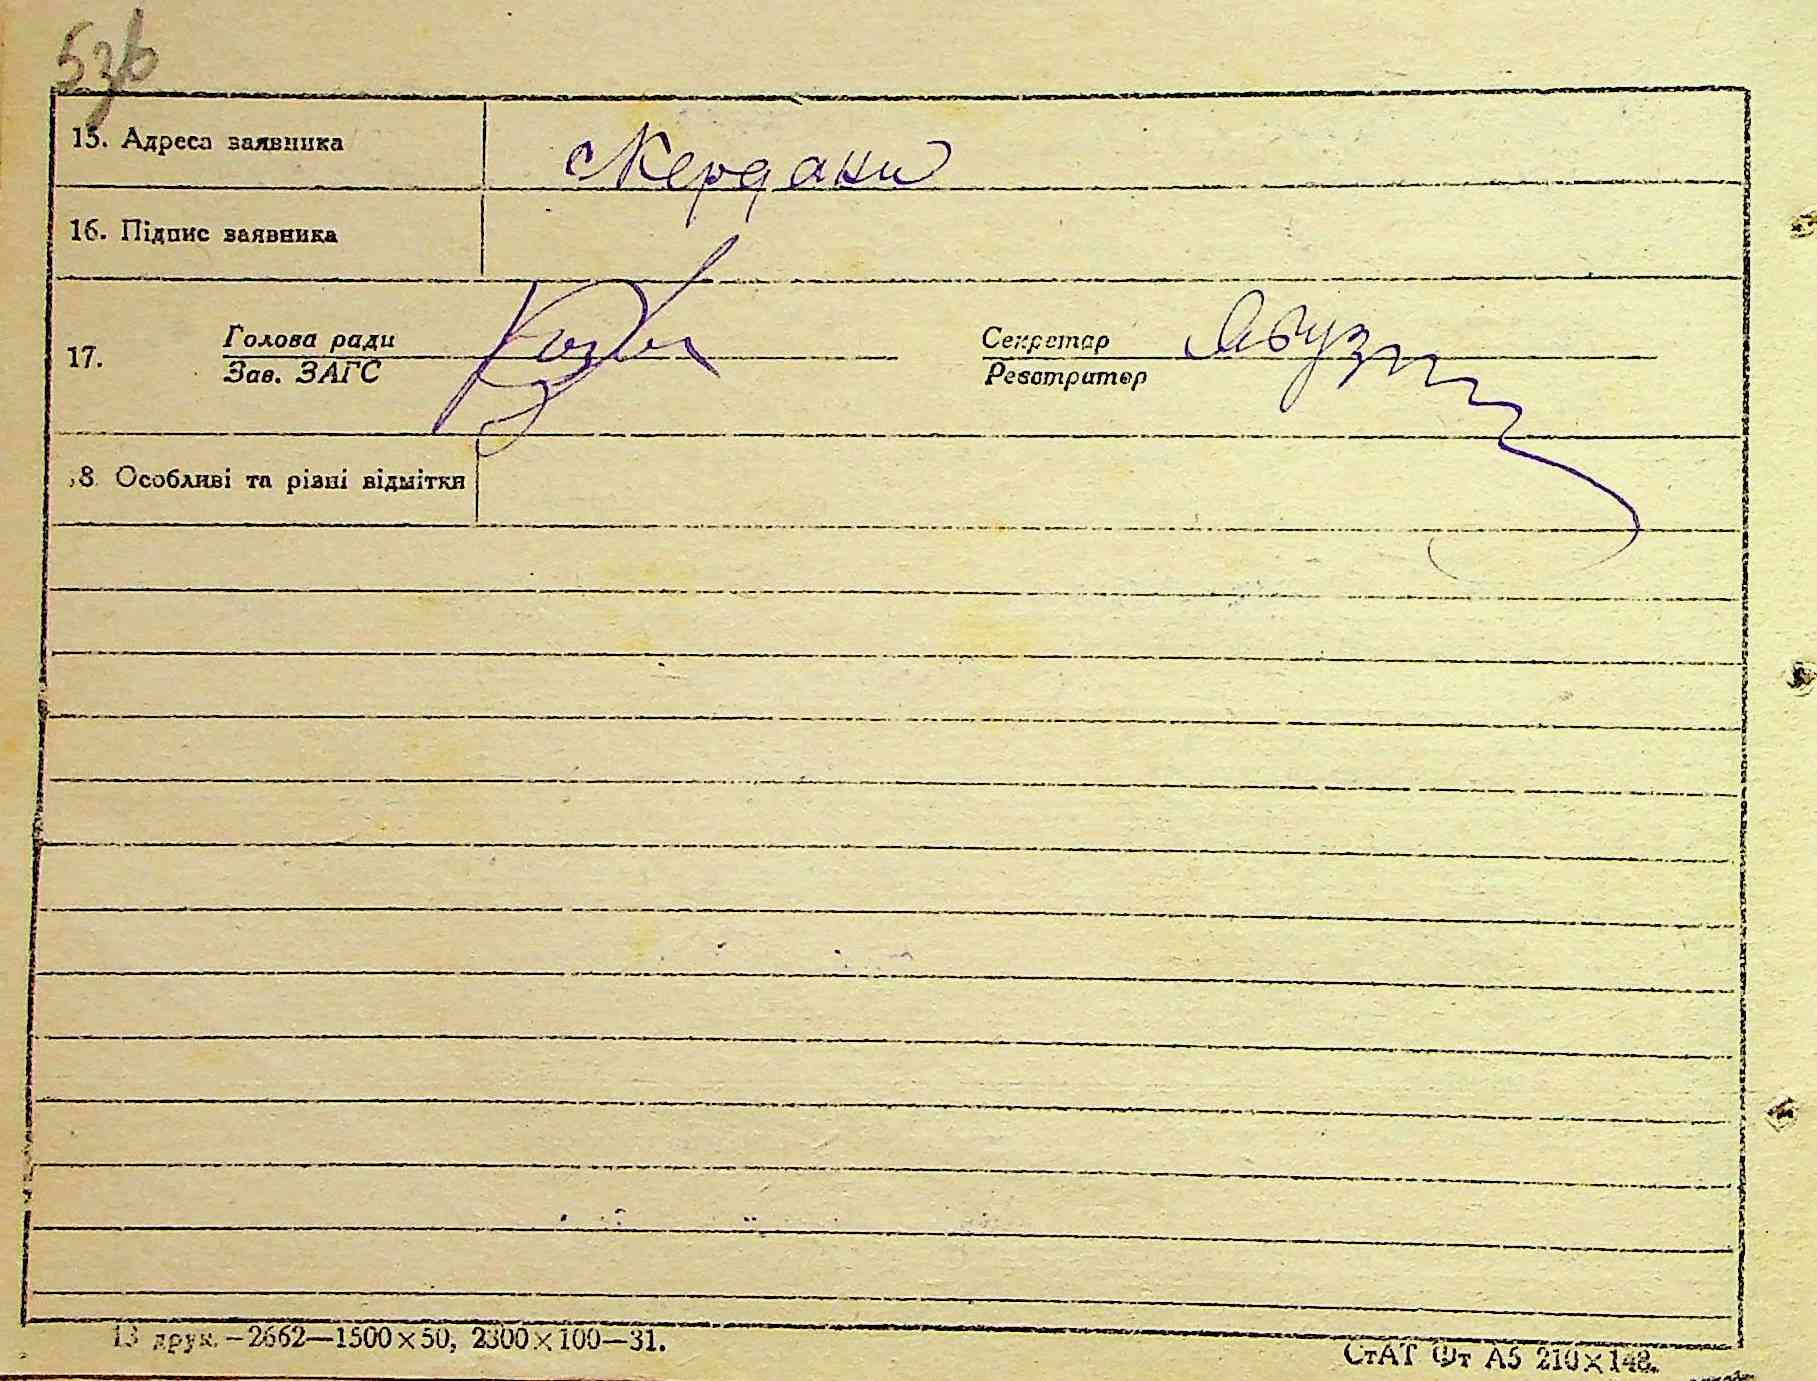 53б
15. Адреса заявника
с Кердани
16. Підпис заявника
17. Голова ради Секретар
Зав. ЗАГС Реєстратор
18 Особливі та різні відмітки
13 друк. – 2662—1500×50, 2300×100—31.
СтАТ Фт А5 210×148.